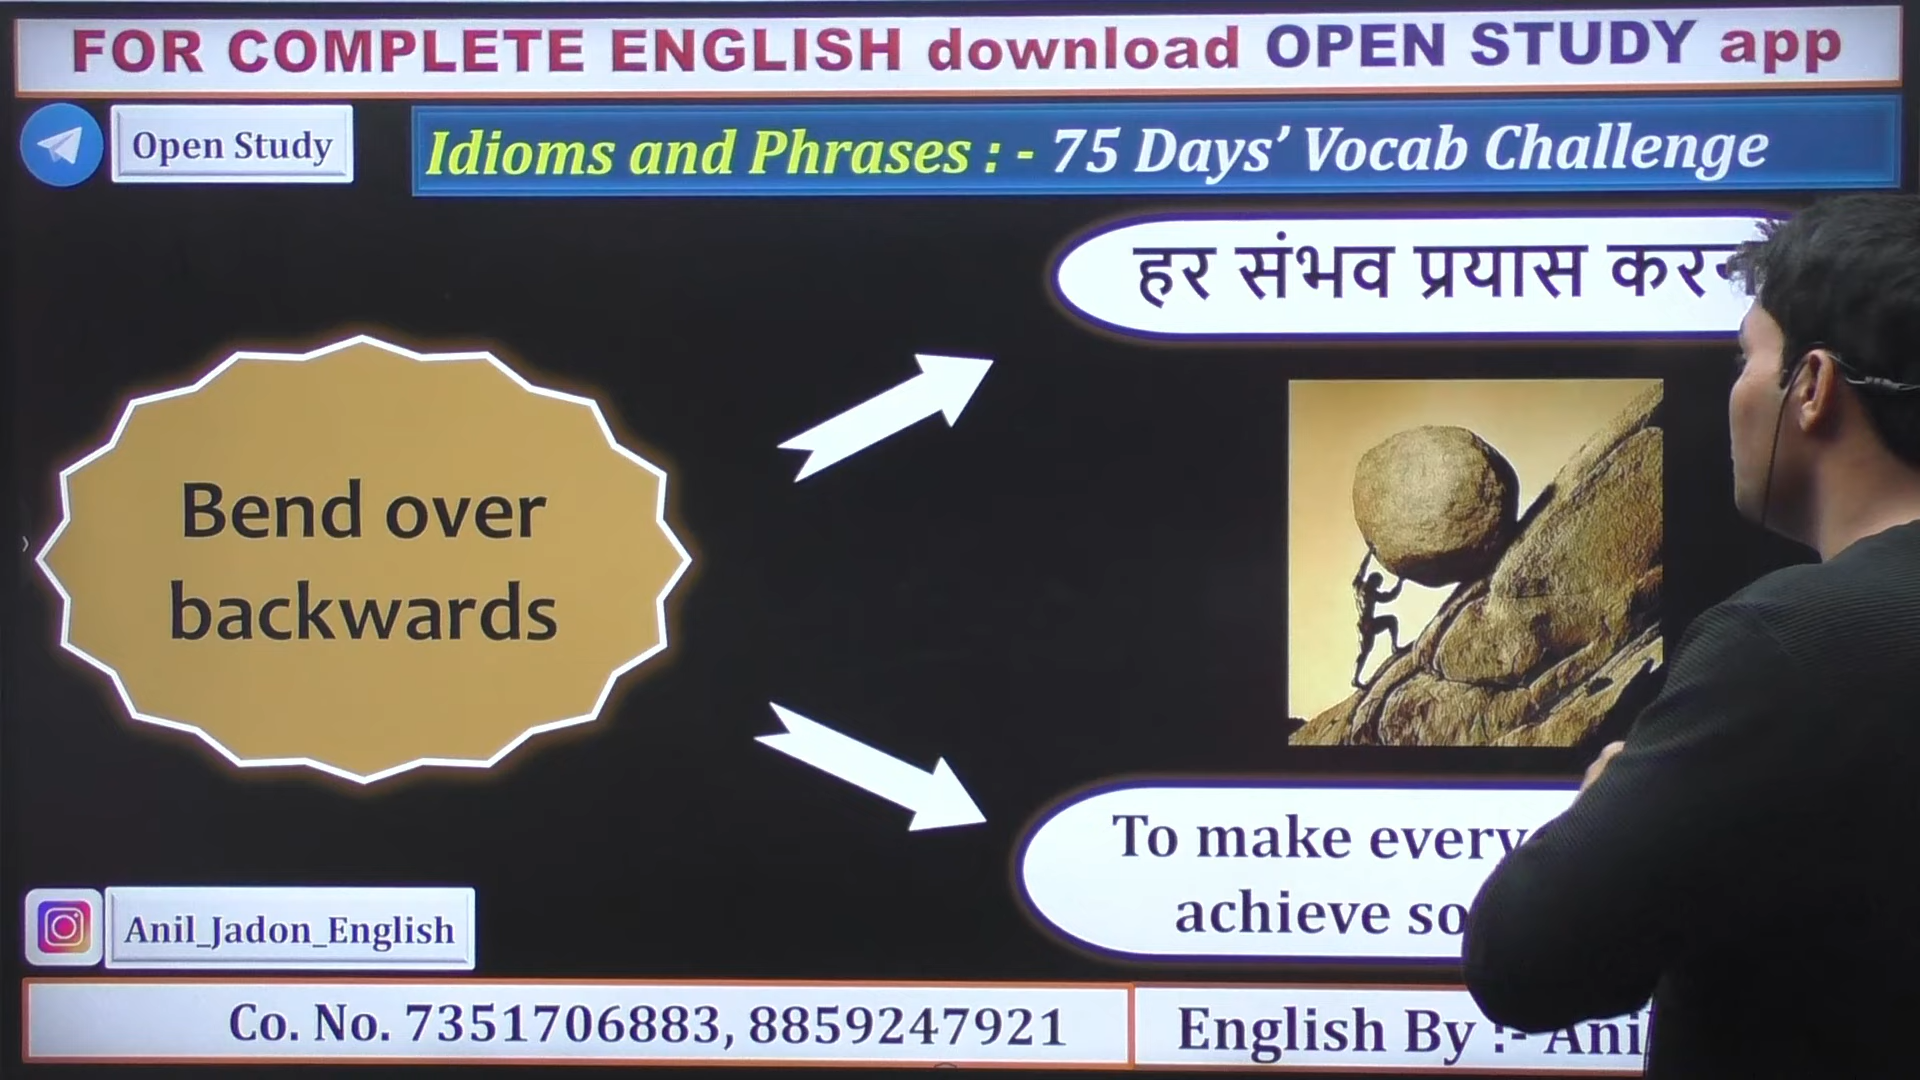 FOR COMPLETE ENGLISH download OPEN STUDY app
Open Study
Idioms and Phrases : - 75 Days’ Vocab Challenge
हर संभव प्रयास
Bend over
backwards
To make every
achieve
Anil_Jadon_English
Co. No. 7351706883, 8859247921
English By :-